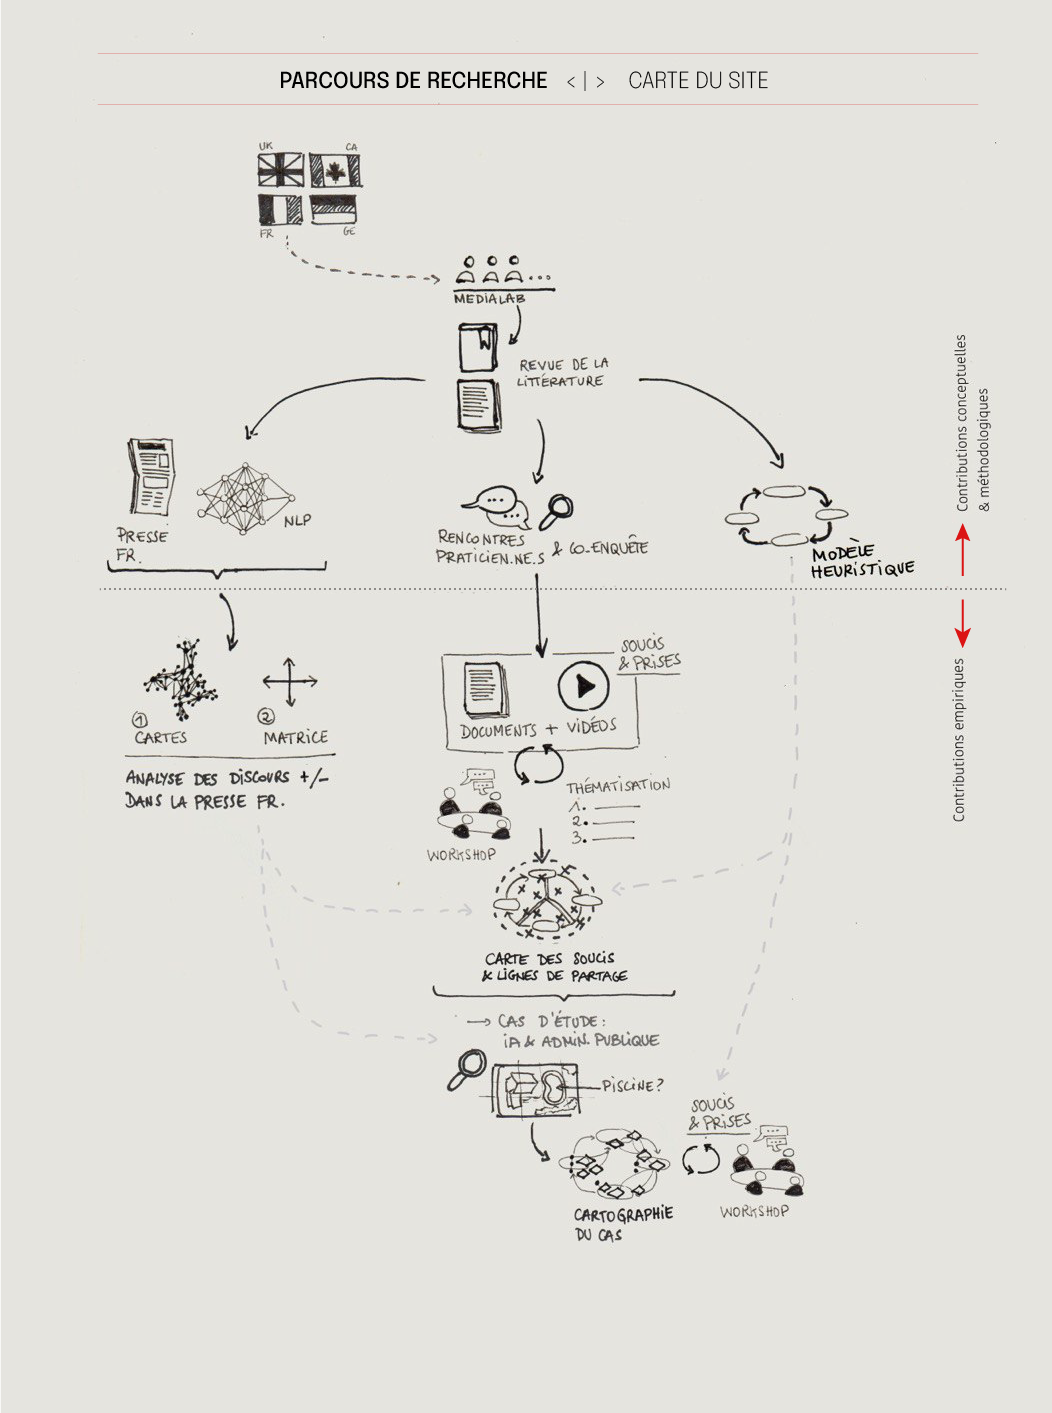 PARCOURS DE RECHERCHE < | > CARTE DU SITE
UK CA
FR GE
MEDIALAB
REVUE DE LA
LITTÉRATURE
Contributions conceptuelles
& méthodologiques
PRESSE
FR.
NLP
RENCONTRES
PRATICIEN.NE.S & CO-ENQUÊTE
MODÈLE
HEURISTIQUE
Contributions empiriques
① CARTES
② MATRICE
ANALYSE DES DISCOURS +/-
DANS LA PRESSE FR.
SOUCIS
& PRISES
DOCUMENTS + VIDÉOS
THÉMATISATION
1.
2.
3.
WORKSHOP
CARTE DES SOUCIS
& LIGNES DE PARTAGE
→ CAS D'ÉTUDE :
IA & ADMIN. PUBLIQUE
PISCINE?
SOUCIS
& PRISES
CARTOGRAPHIE
DU CAS
WORKSHOP